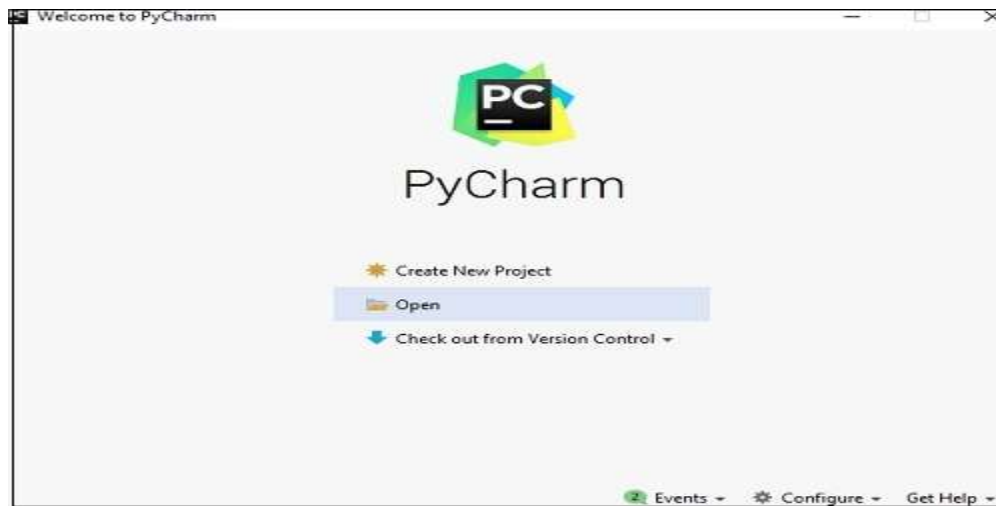 PC Welcome to PyCharm
PC
PyCharm
Create New Project
Open
Check out from Version Control
2 Events Configure Get Help